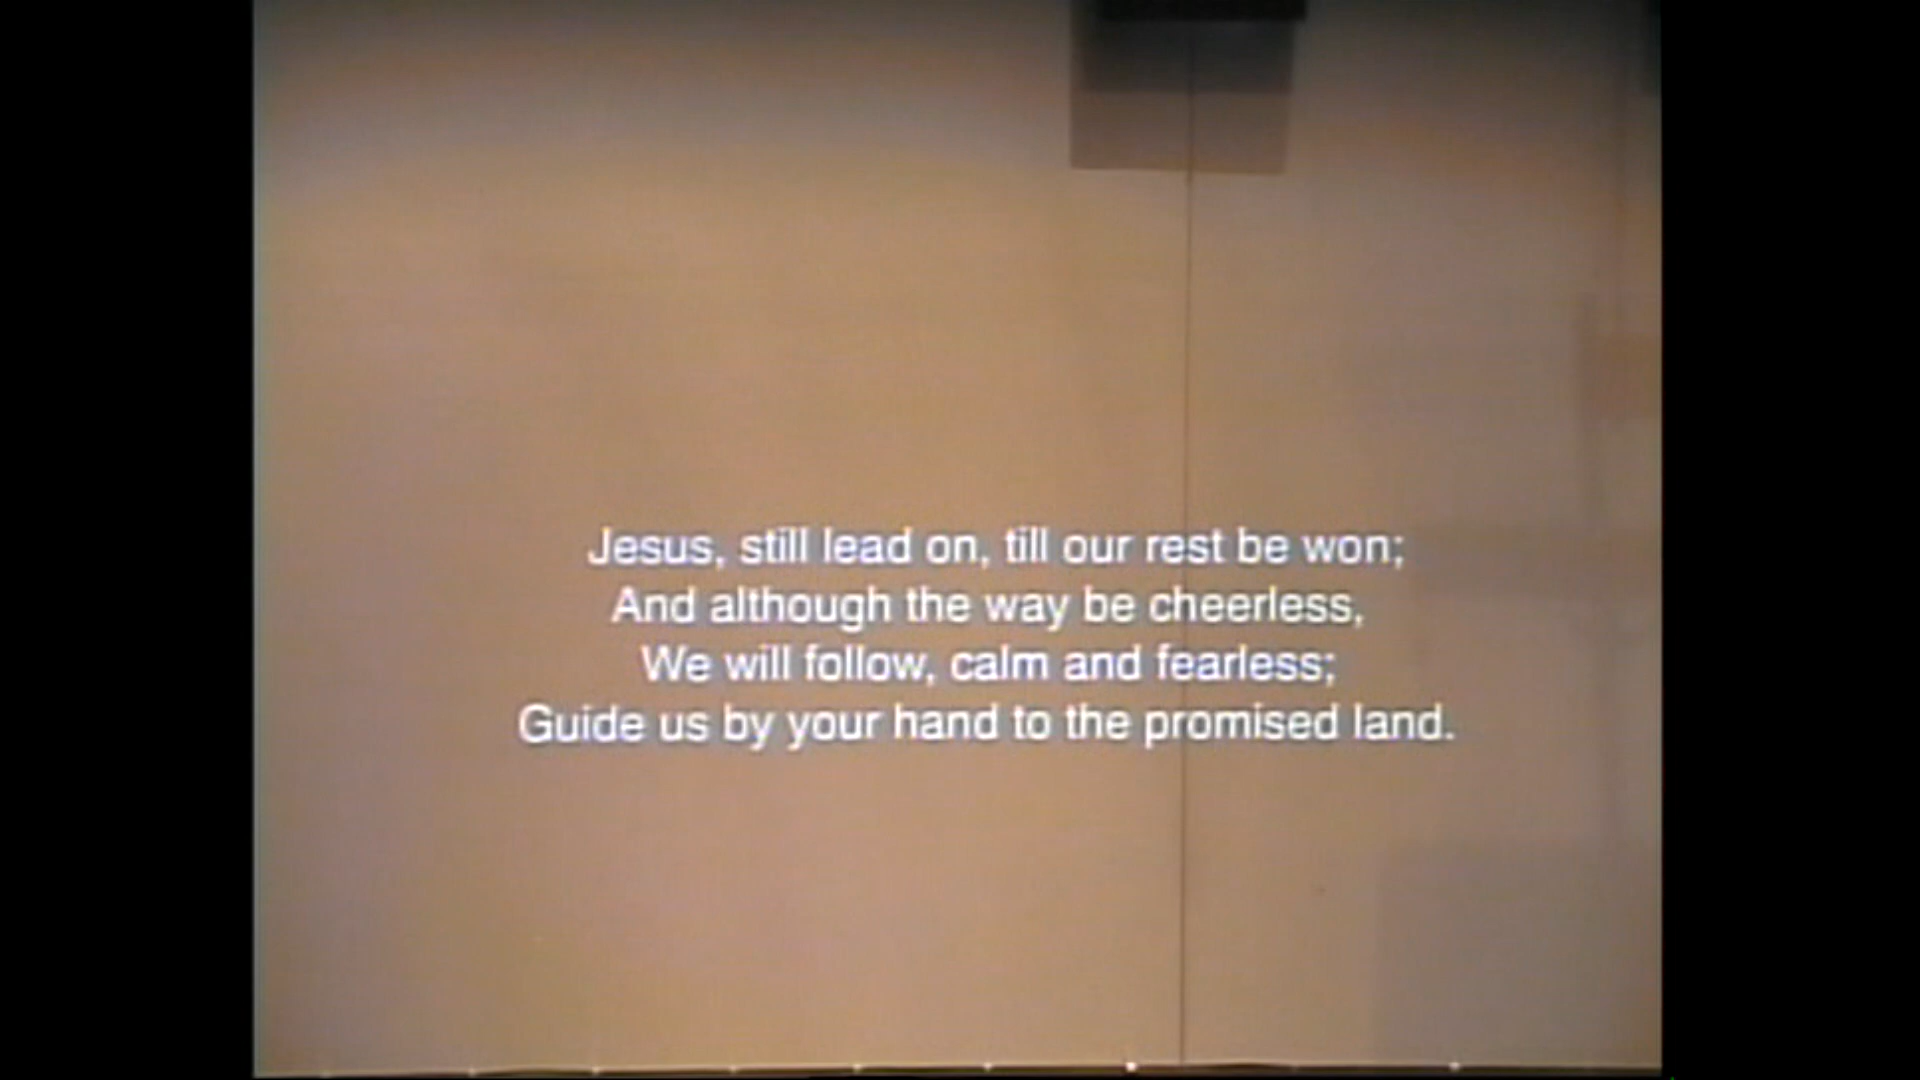 Jesus, still lead on, till our rest be won;
And although the way be cheerless,
We will follow, calm and fearless;
Guide us by your hand to the promised land.